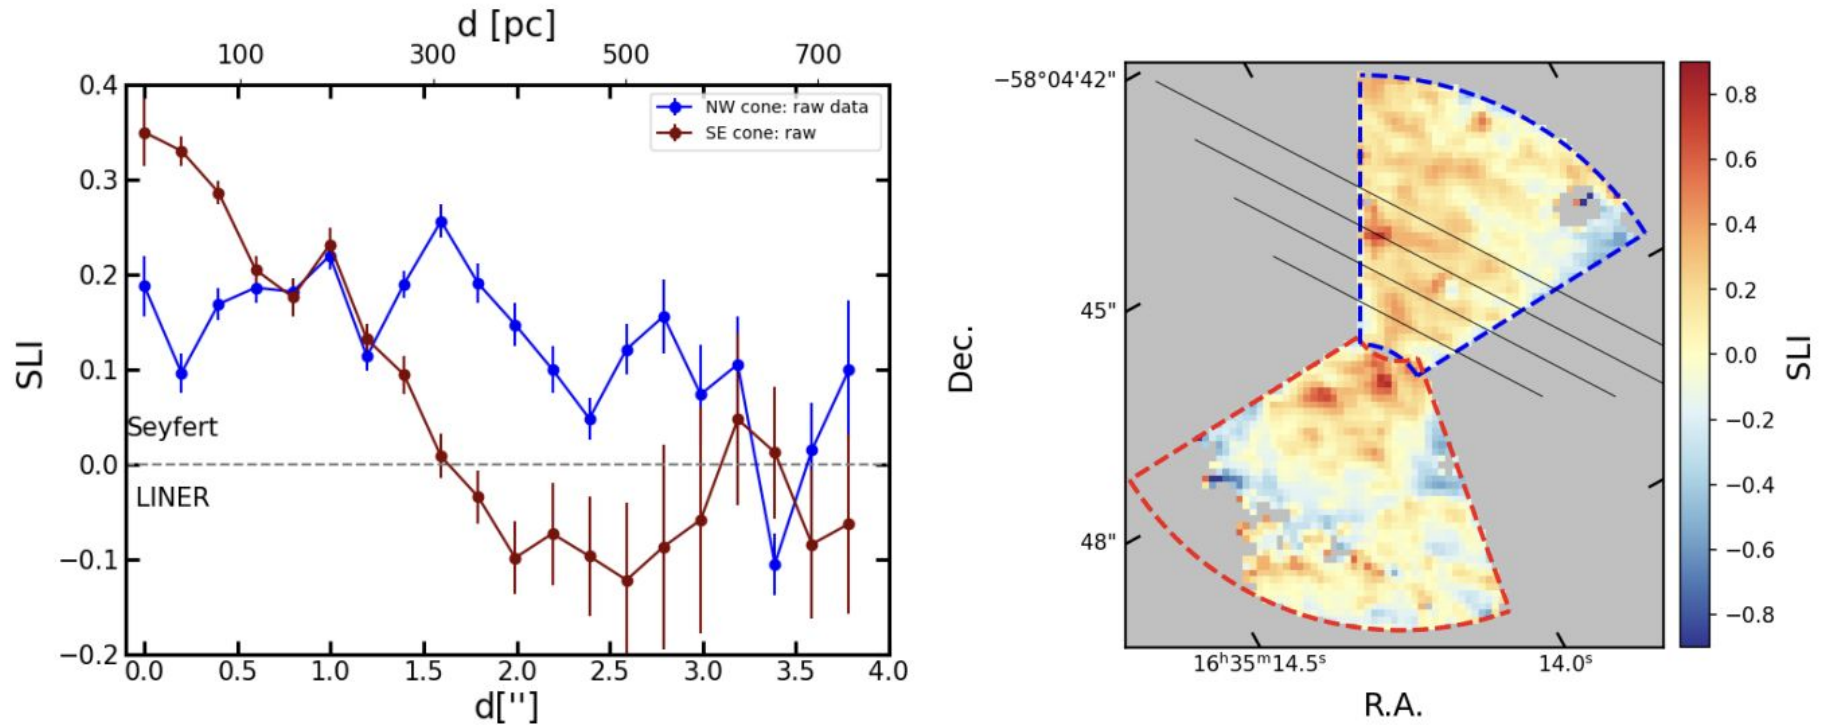 d [pc]
100 300 500 700
0.4
0.3
0.2
0.1
0.0
−0.1
−0.2
SLI
NW cone: raw data
SE cone: raw
Seyfert
LINER
0.0 0.5 1.0 1.5 2.0 2.5 3.0 3.5 4.0
d['']
−58°04'42"
45"
48"
Dec.
16ʰ35ᵐ14.5ˢ 14.0ˢ
R.A.
0.8
0.6
0.4
0.2
0.0
−0.2
−0.4
−0.6
−0.8
SLI